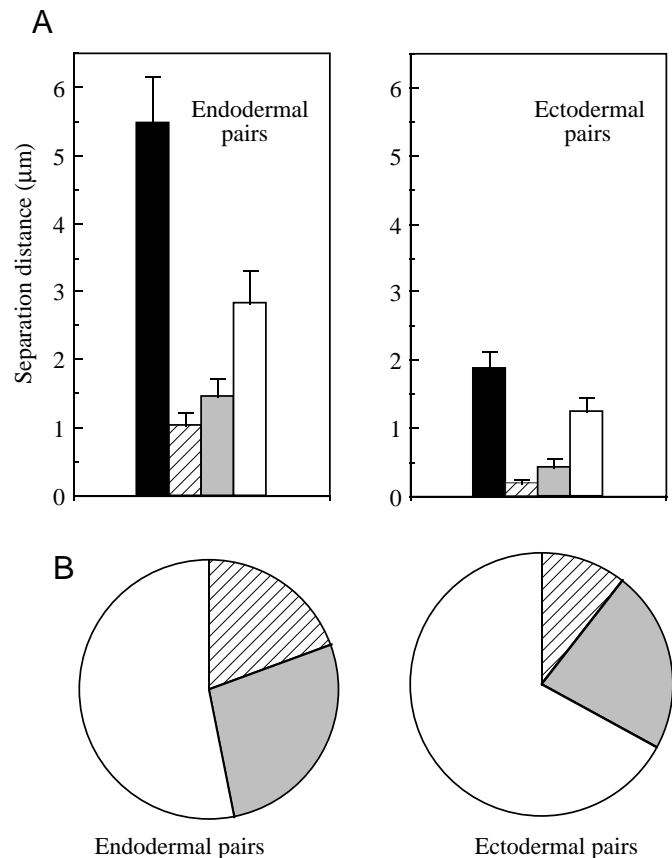 A
Separation distance (μm)
6
5
4
3
2
1
0
Endodermal
pairs
6
5
4
3
2
1
0
Ectodermal
pairs
B
Endodermal pairs
Ectodermal pairs